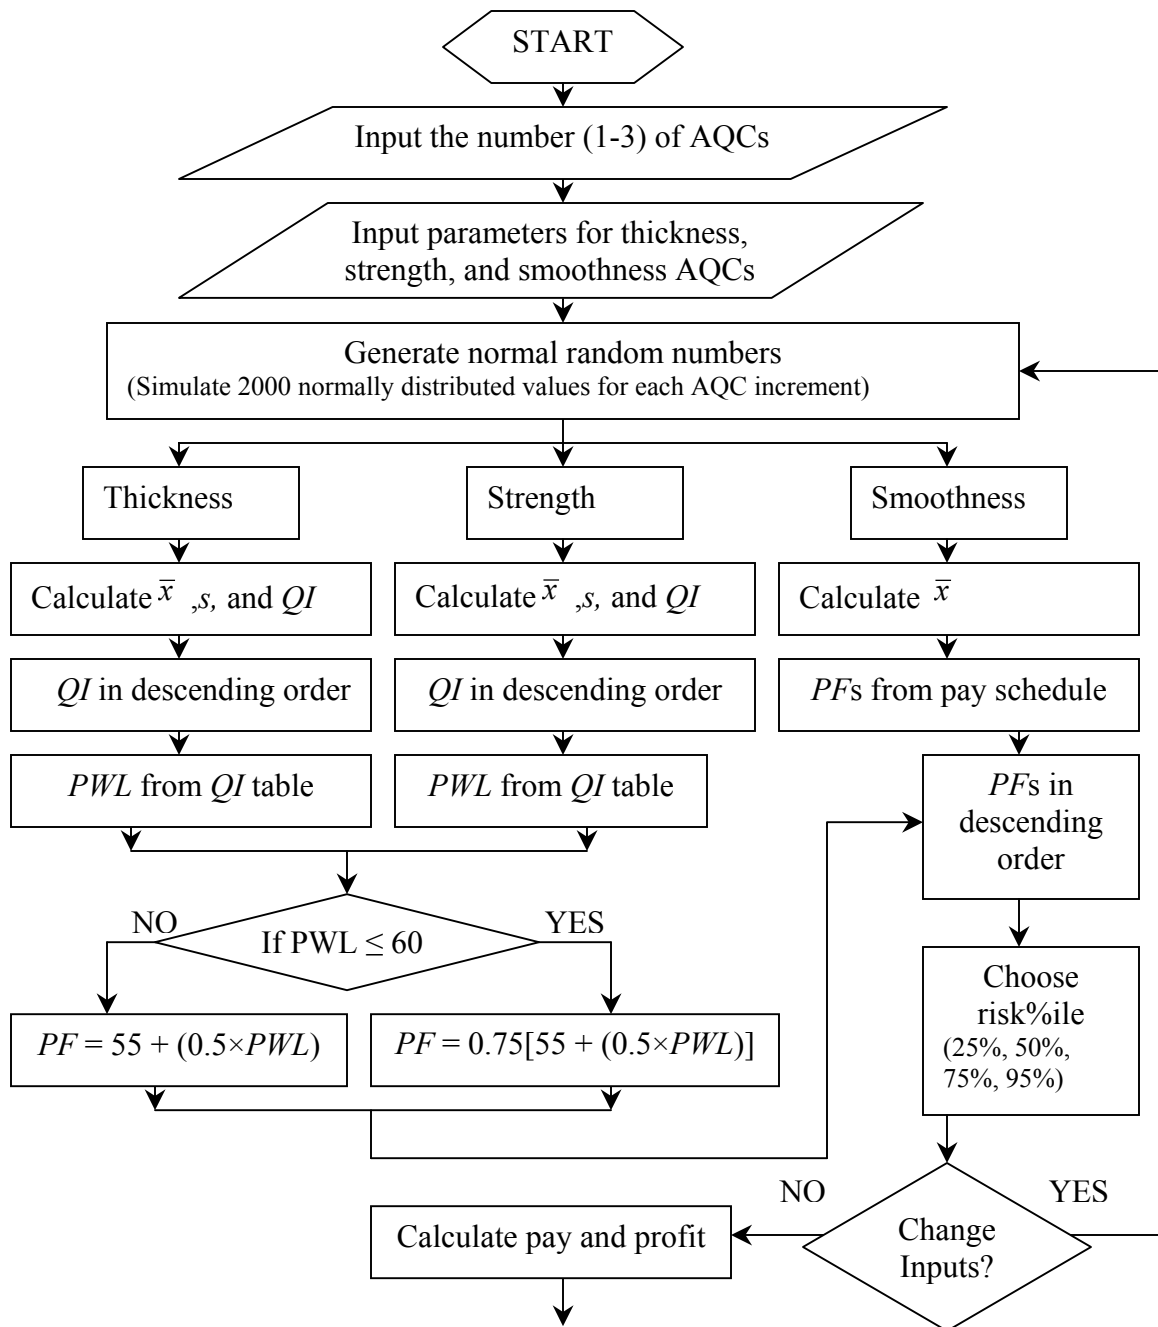 START
Input the number (1-3) of AQCs
Input parameters for thickness,
strength, and smoothness AQCs
Generate normal random numbers
(Simulate 2000 normally distributed values for each AQC increment)
Thickness
Strength
Smoothness
Calculate x̅ ,s, and QI
Calculate x̅ ,s, and QI
Calculate x̅
QI in descending order
QI in descending order
PFs from pay schedule
PWL from QI table
PWL from QI table
PFs in
descending
order
NO
YES
If PWL ≤ 60
PF = 55 + (0.5×PWL)
PF = 0.75[55 + (0.5×PWL)]
Choose
risk%ile
(25%, 50%,
75%, 95%)
NO
YES
Calculate pay and profit
Change
Inputs?